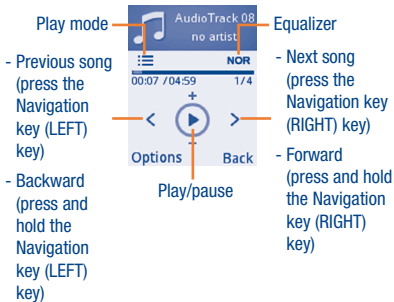 Play mode
AudioTrack 08
no artist
Equalizer
NOR
00:07 /04:59
1/4
- Previous song
(press the
Navigation
key (LEFT)
key)
- Backward
(press and
hold the
Navigation
key (LEFT)
key)
+
-
Options
Back
Play/pause
- Next song
(press the
Navigation key
(RIGHT) key)
- Forward
(press and hold
the Navigation
key (RIGHT)
key)